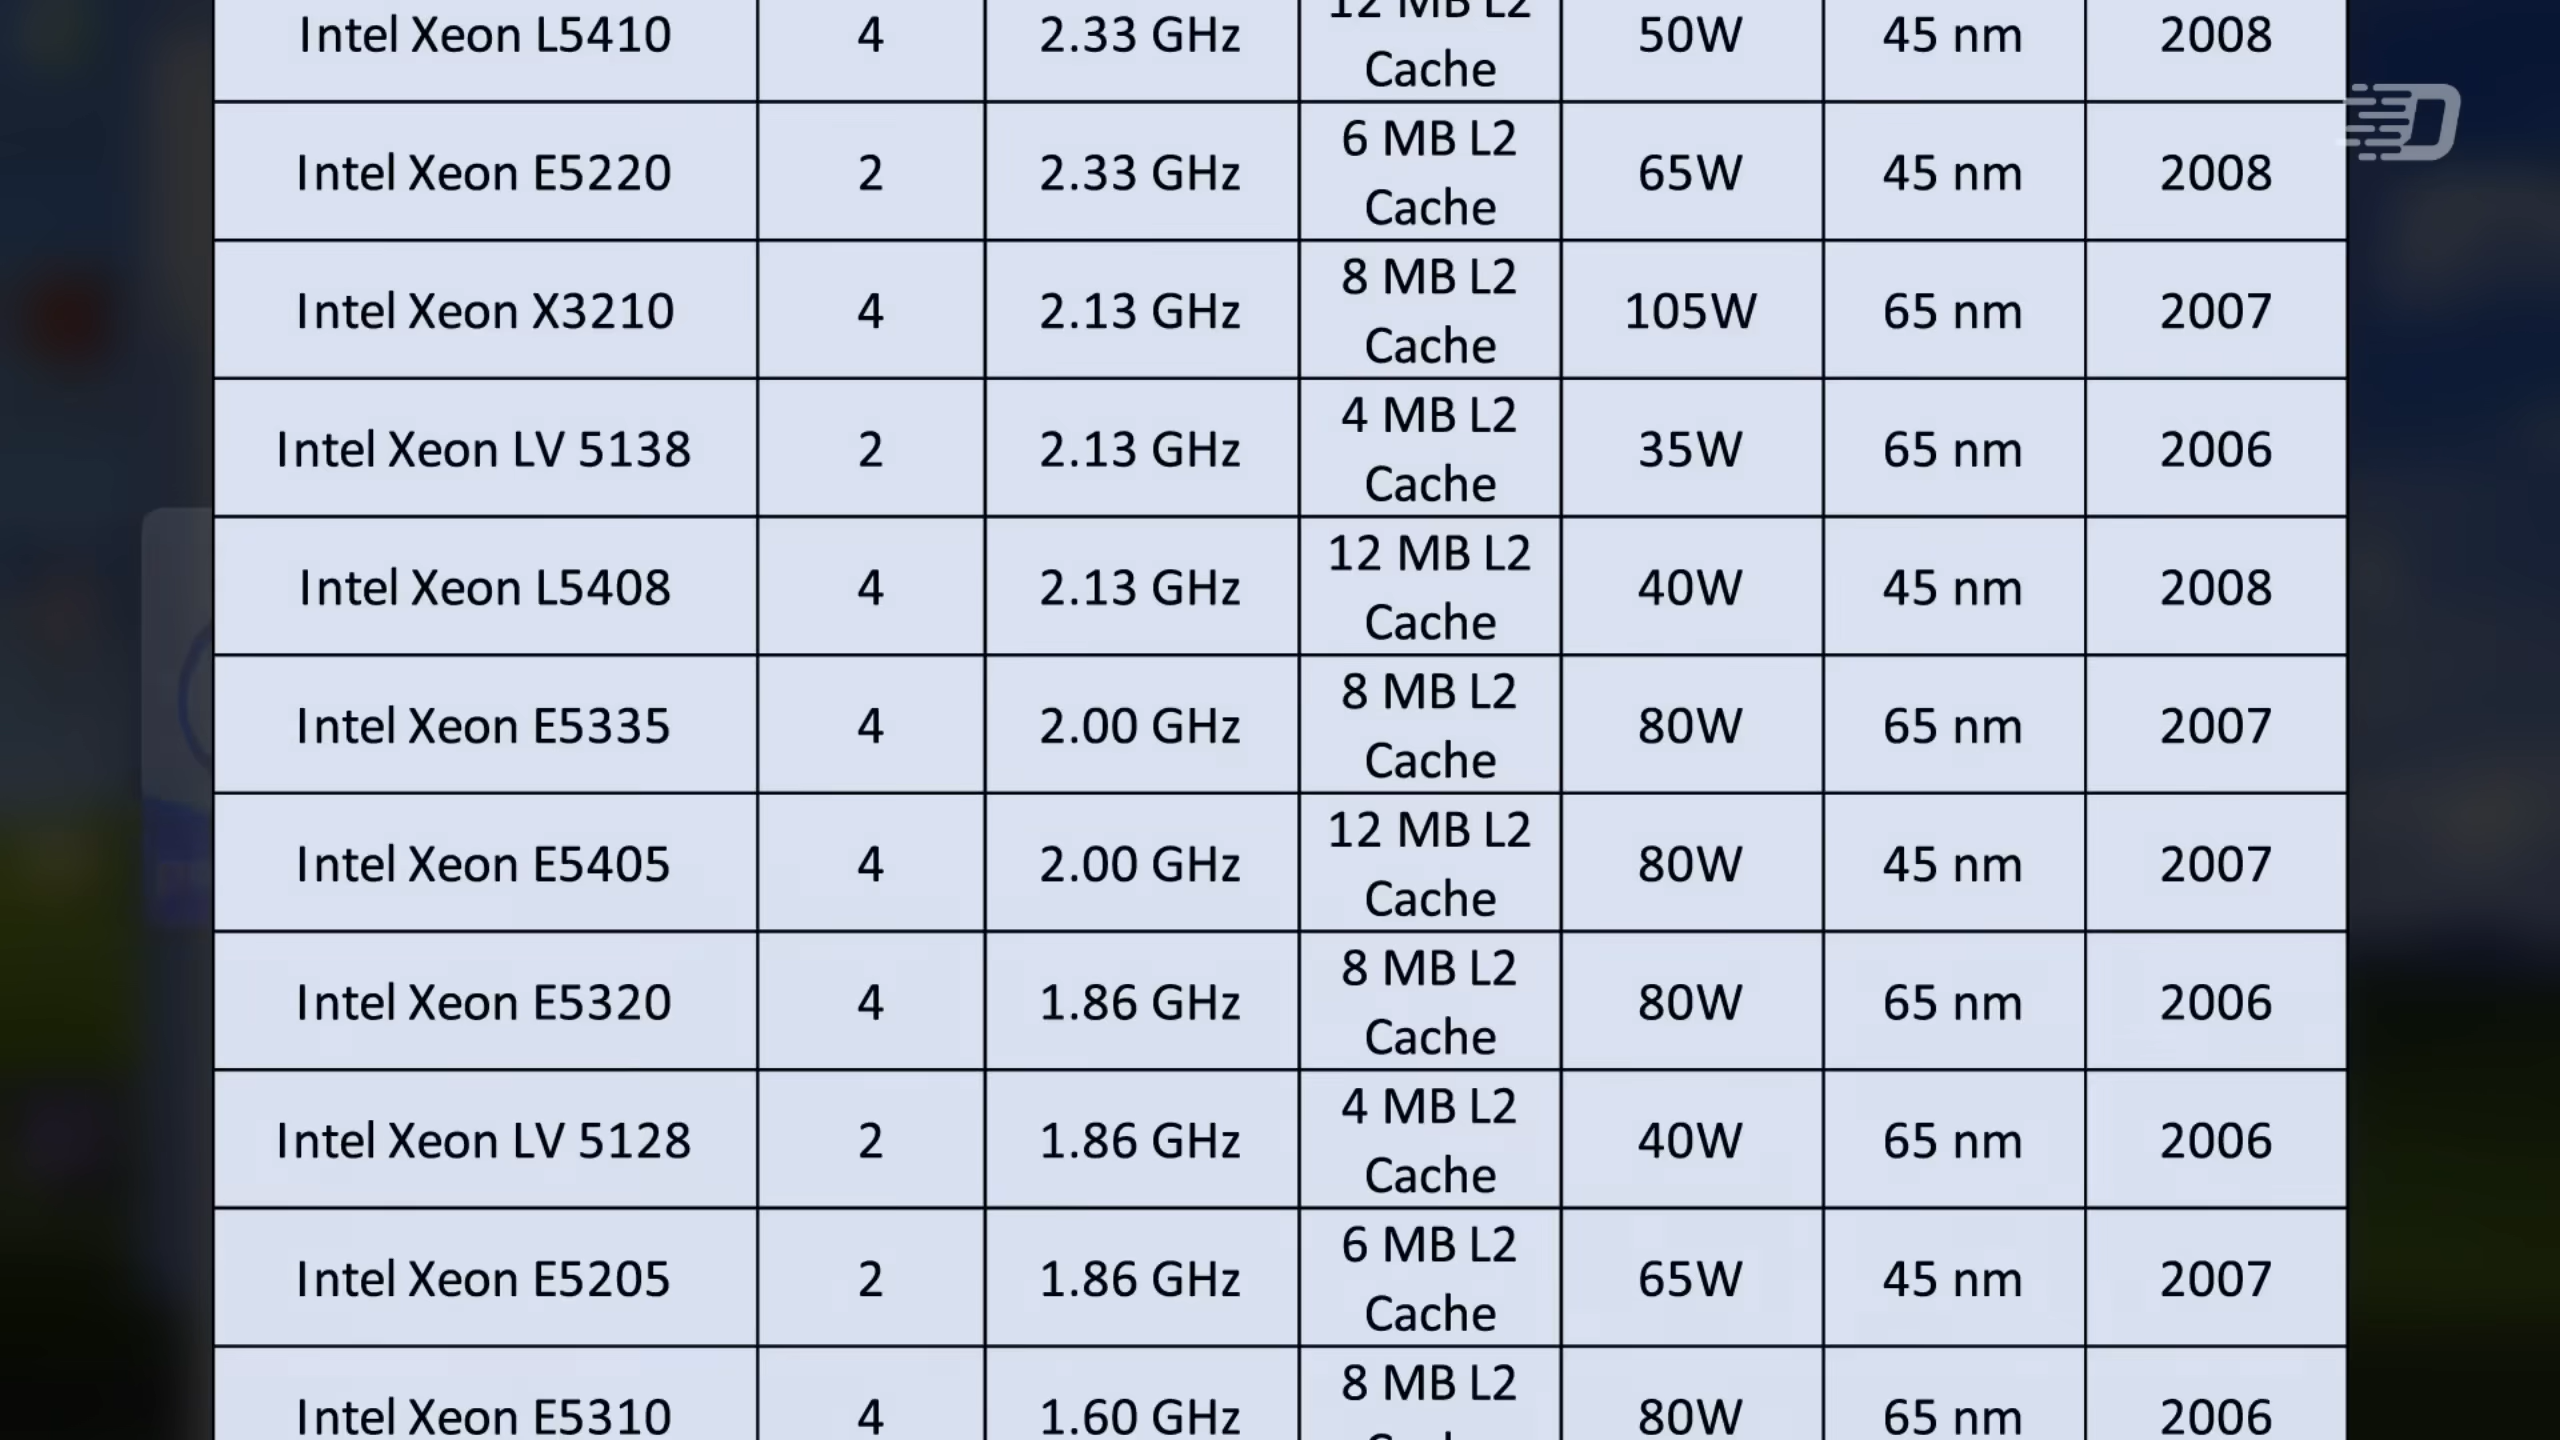 Intel Xeon L5410 4 2.33 GHz 12 MB L2 Cache 50W 45 nm 2008
Intel Xeon E5220 2 2.33 GHz 6 MB L2 Cache 65W 45 nm 2008
Intel Xeon X3210 4 2.13 GHz 8 MB L2 Cache 105W 65 nm 2007
Intel Xeon LV 5138 2 2.13 GHz 4 MB L2 Cache 35W 65 nm 2006
Intel Xeon L5408 4 2.13 GHz 12 MB L2 Cache 40W 45 nm 2008
Intel Xeon E5335 4 2.00 GHz 8 MB L2 Cache 80W 65 nm 2007
Intel Xeon E5405 4 2.00 GHz 12 MB L2 Cache 80W 45 nm 2007
Intel Xeon E5320 4 1.86 GHz 8 MB L2 Cache 80W 65 nm 2006
Intel Xeon LV 5128 2 1.86 GHz 4 MB L2 Cache 40W 65 nm 2006
Intel Xeon E5205 2 1.86 GHz 6 MB L2 Cache 65W 45 nm 2007
Intel Xeon E5310 4 1.60 GHz 8 MB L2 80W 65 nm 2006